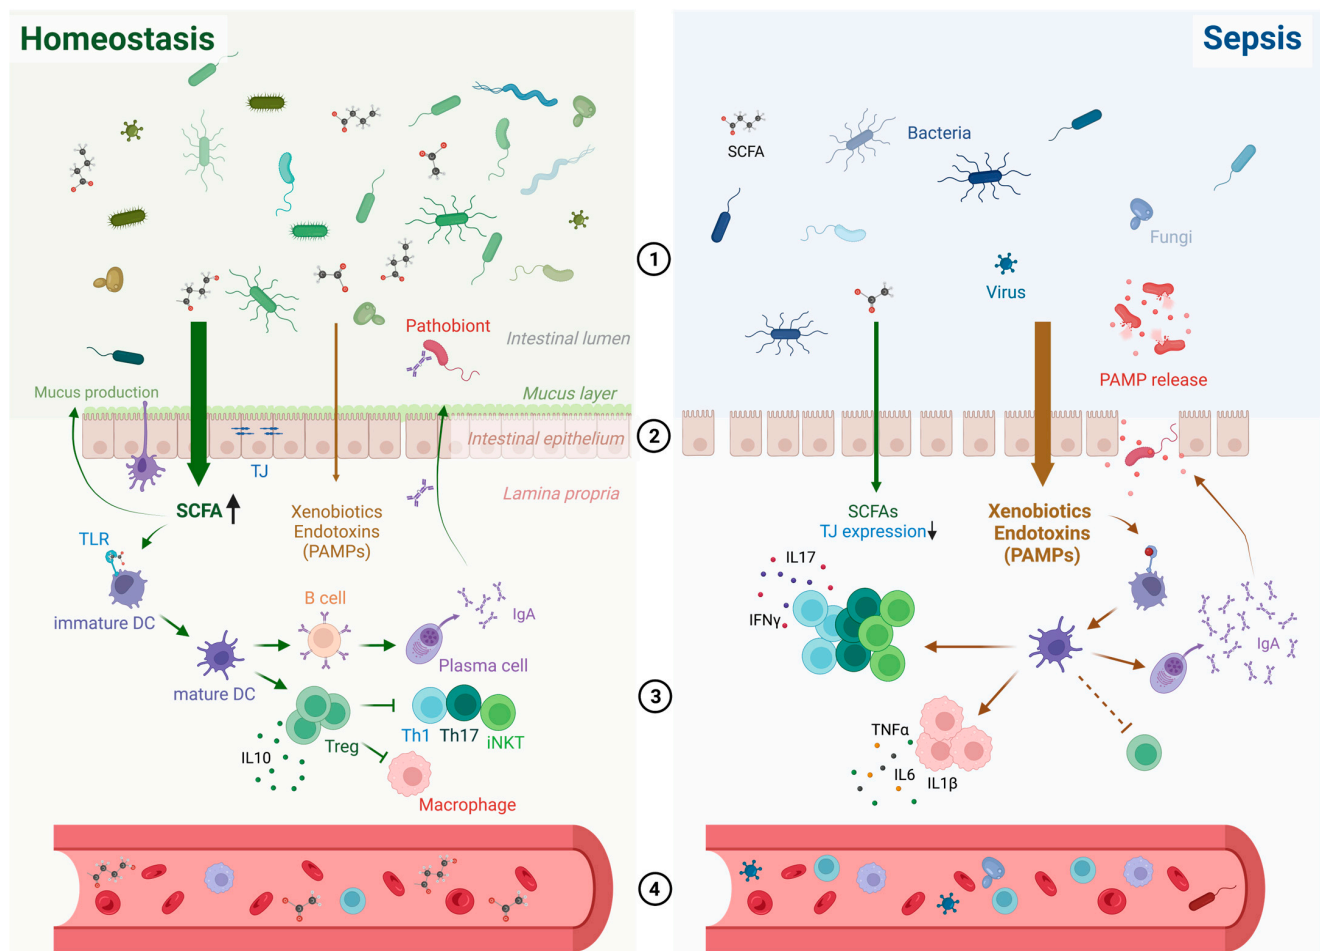 Homeostasis
Sepsis
SCFA
Bacteria
Fungi
Virus
1
Pathobiont
Intestinal lumen
PAMP release
Mucus production
Mucus layer
Intestinal epithelium
2
TJ
Lamina propria
SCFA
Xenobiotics
Endotoxins
(PAMPs)
SCFAs
TJ expression
Xenobiotics
Endotoxins
(PAMPs)
TLR
immature DC
B cell
IgA
Plasma cell
mature DC
IL17
IFNγ
IgA
3
Treg
Th1 Th17
iNKT
IL10
Macrophage
TNFα
IL6
IL1β
4